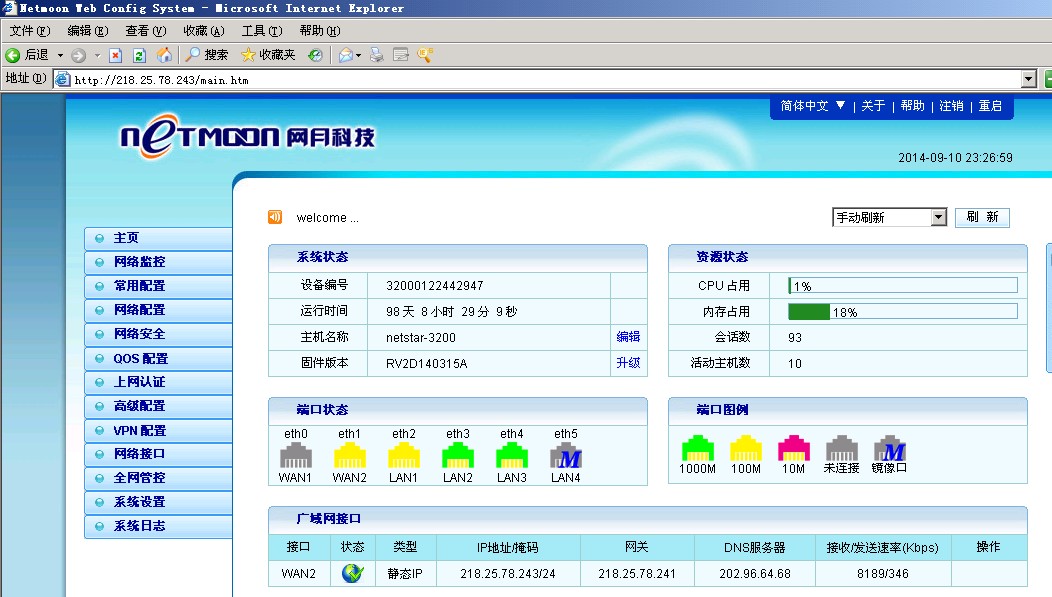 Netmoon Web Config System - Microsoft Internet Explorer
文件(F) 编辑(E) 查看(V) 收藏(A) 工具(T) 帮助(H)
后退 搜索 收藏夹
地址(D) http://218.25.78.243/main.htm
简体中文 ▼ | 关于 | 帮助 | 注销 | 重启
NETMOON 网月科技
2014-09-10 23:26:59
welcome ...
手动刷新 刷 新
主页
网络监控
常用配置
网络配置
网络安全
QOS 配置
上网认证
高级配置
VPN 配置
网络接口
全网管控
系统设置
系统日志
系统状态
设备编号 32000122442947
运行时间 98天 8小时 29分 9秒
主机名称 netstar-3200 编辑
固件版本 RV2D140315A 升级
资源状态
CPU 占用 1%
内存占用 18%
会话数 93
活动主机数 10
端口状态
eth0 eth1 eth2 eth3 eth4 eth5
M
WAN1 WAN2 LAN1 LAN2 LAN3 LAN4
端口图例
M
1000M 100M 10M 未连接 镜像口
广域网接口
接口 状态 类型 IP地址/掩码 网关 DNS服务器 接收/发送速率(Kbps) 操作
WAN2 静态IP 218.25.78.243/24 218.25.78.241 202.96.64.68 8189/346